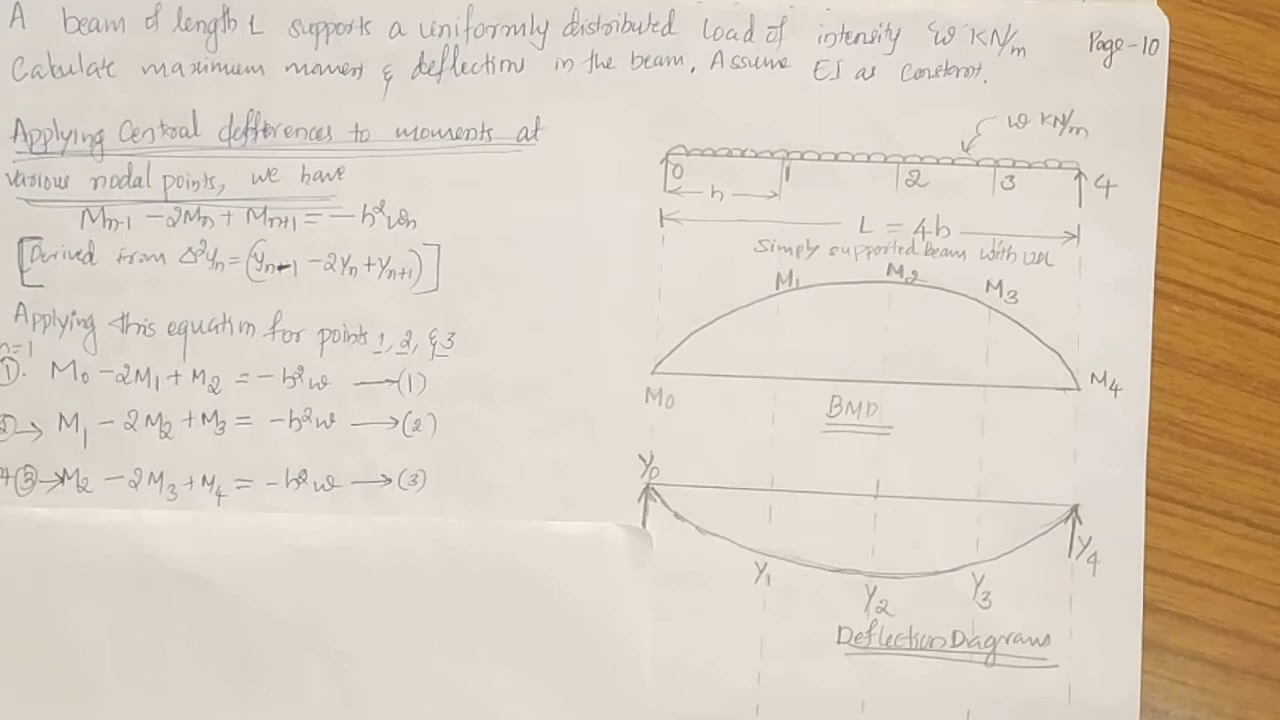 A beam of length L supports a uniformly distributed load of intensity w KN/m
Calculate maximum moment & deflection in the beam. Assume EI as constant.
Page-10
Applying Central defferences to moments at
various nodal points, we have
Mn-1 - 2Mn + Mn+1 = -h²wn
[Derived from Δ²yn = (yn-1 - 2yn + yn+1)]
Applying this equation for points 1, 2, & 3
n=1
①. M0 - 2M1 + M2 = -h²w → (1)
②→ M1 - 2M2 + M3 = -h²w → (2)
③→ M2 - 2M3 + M4 = -h²w → (3)
w KN/m
0 1 2 3 4
h
L = 4h
Simply supported beam with UDL
M1 M2 M3
M0 M4
BMD
Y0
Y4
Y1 Y2 Y3
Deflection Diagram